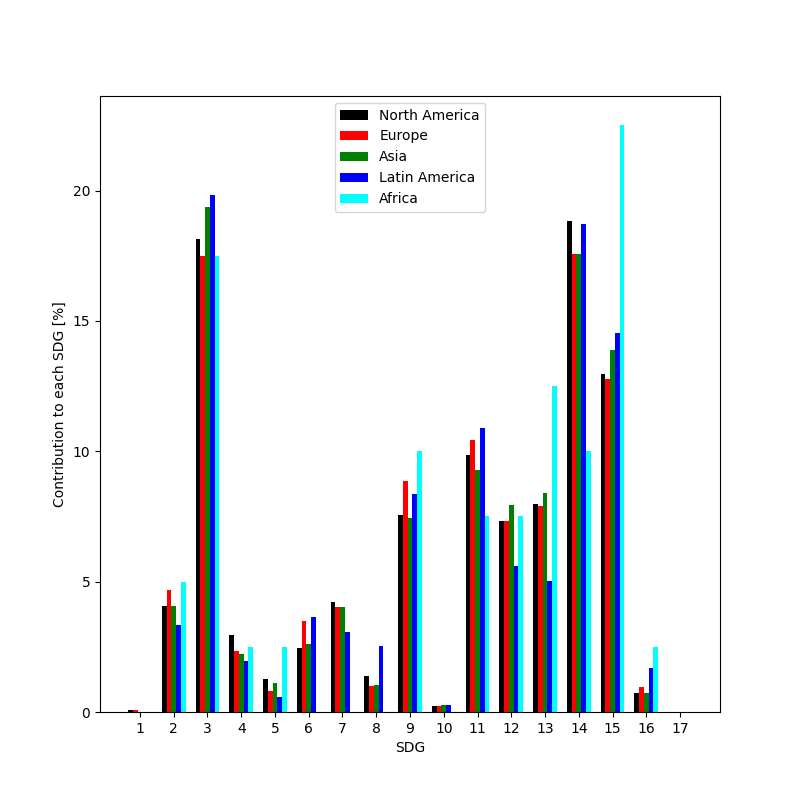 North America
Europe
Asia
Latin America
Africa
Contribution to each SDG [%]
20
15
10
5
0
1 2 3 4 5 6 7 8 9 10 11 12 13 14 15 16 17
SDG